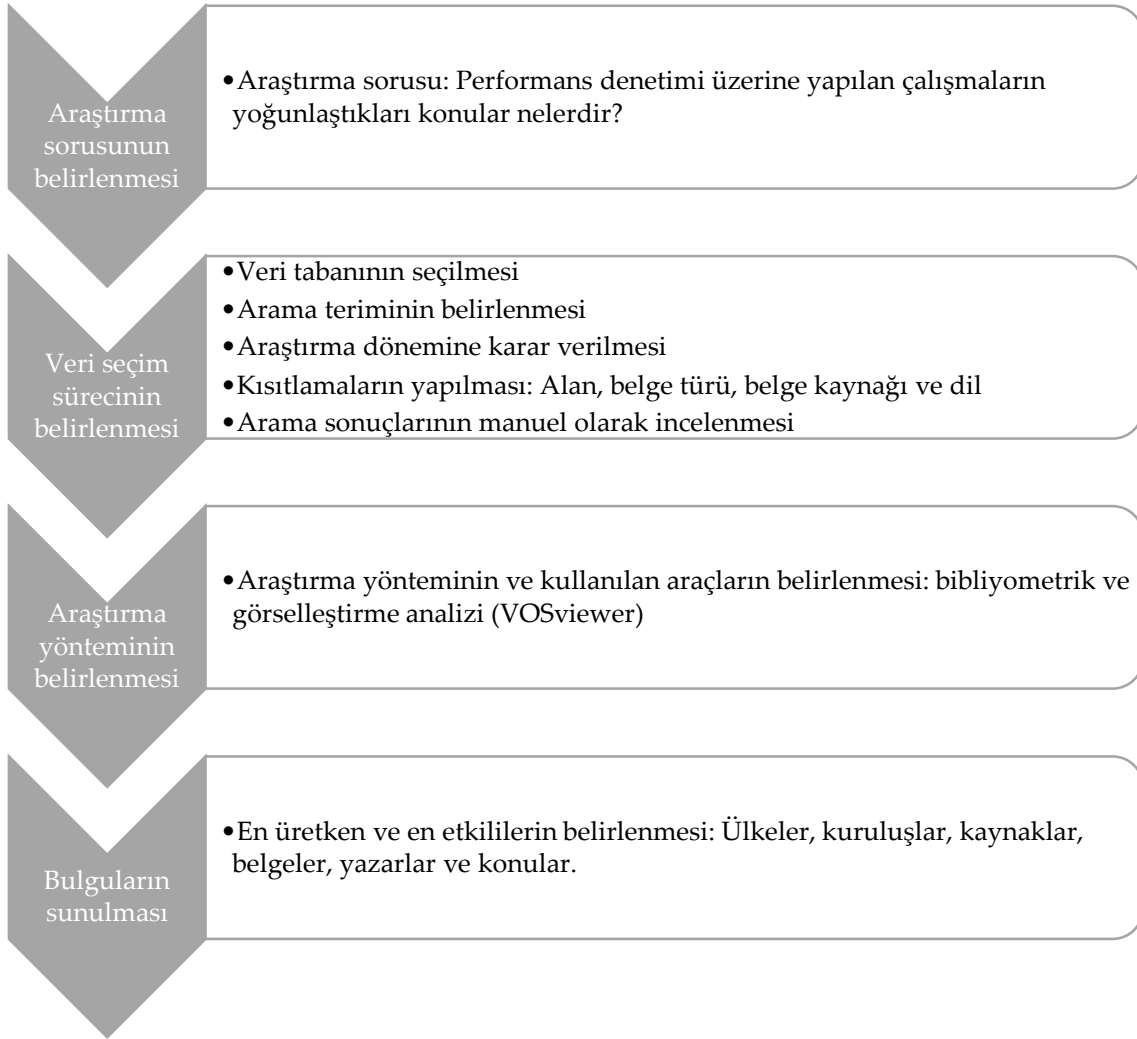 Araştırma
sorusunun
belirlenmesi
•Araştırma sorusu: Performans denetimi üzerine yapılan çalışmaların
yoğunlaştıkları konular nelerdir?
Veri seçim
sürecinin
belirlenmesi
•Veri tabanının seçilmesi
•Arama teriminin belirlenmesi
•Araştırma dönemine karar verilmesi
•Kısıtlamaların yapılması: Alan, belge türü, belge kaynağı ve dil
•Arama sonuçlarının manuel olarak incelenmesi
Araştırma
yönteminin
belirlenmesi
•Araştırma yönteminin ve kullanılan araçların belirlenmesi: bibliyometrik ve
görselleştirme analizi (VOSviewer)
Bulguların
sunulması
•En üretken ve en etkililerin belirlenmesi: Ülkeler, kuruluşlar, kaynaklar,
belgeler, yazarlar ve konular.